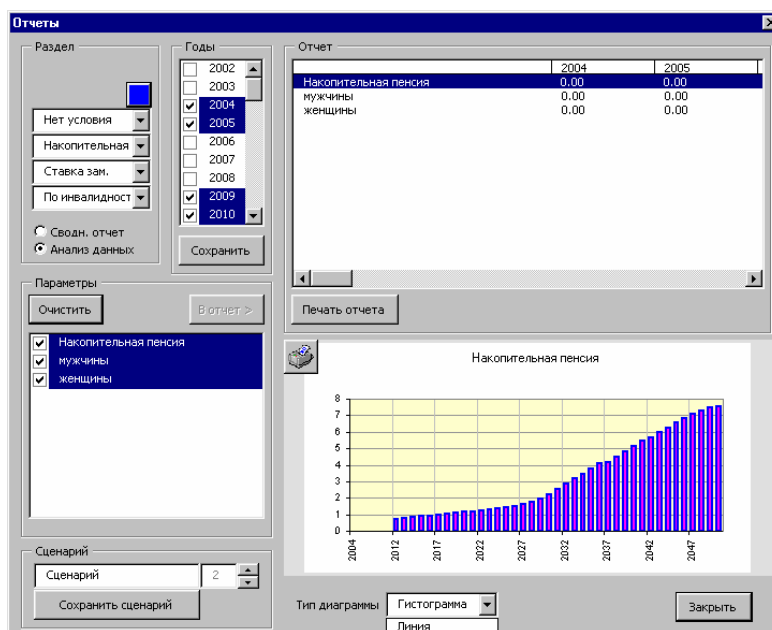 Отчеты
Раздел
Нет условия
Накопительная
Ставка зам.
По инвалидност
Сводн. отчет
Анализ данных
Годы
2002
2003
2004
2005
2006
2007
2008
2009
2010
Сохранить
Отчет
2004 2005
Накопительная пенсия 0.00 0.00
мужчины 0.00 0.00
женщины 0.00 0.00
Печать отчета
Параметры
Очистить
В отчет >
Накопительная пенсия
мужчины
женщины
Сценарий
Сценарий 2
Сохранить сценарий
Накопительная пенсия
8
7
6
5
4
3
2
1
0
2004 2012 2017 2022 2027 2032 2037 2042 2047
Тип диаграммы Гистограмма
Линия
Закрыть